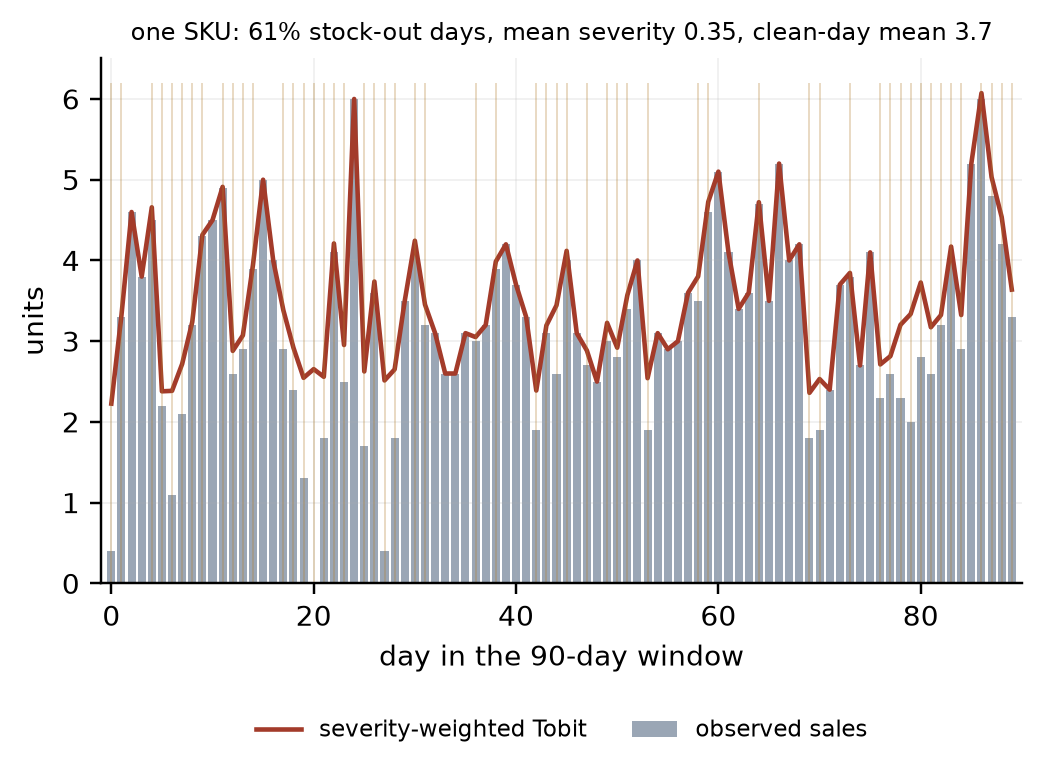 one SKU: 61% stock-out days, mean severity 0.35, clean-day mean 3.7
units
6
5
4
3
2
1
0
0 20 40 60 80
day in the 90-day window
severity-weighted Tobit observed sales